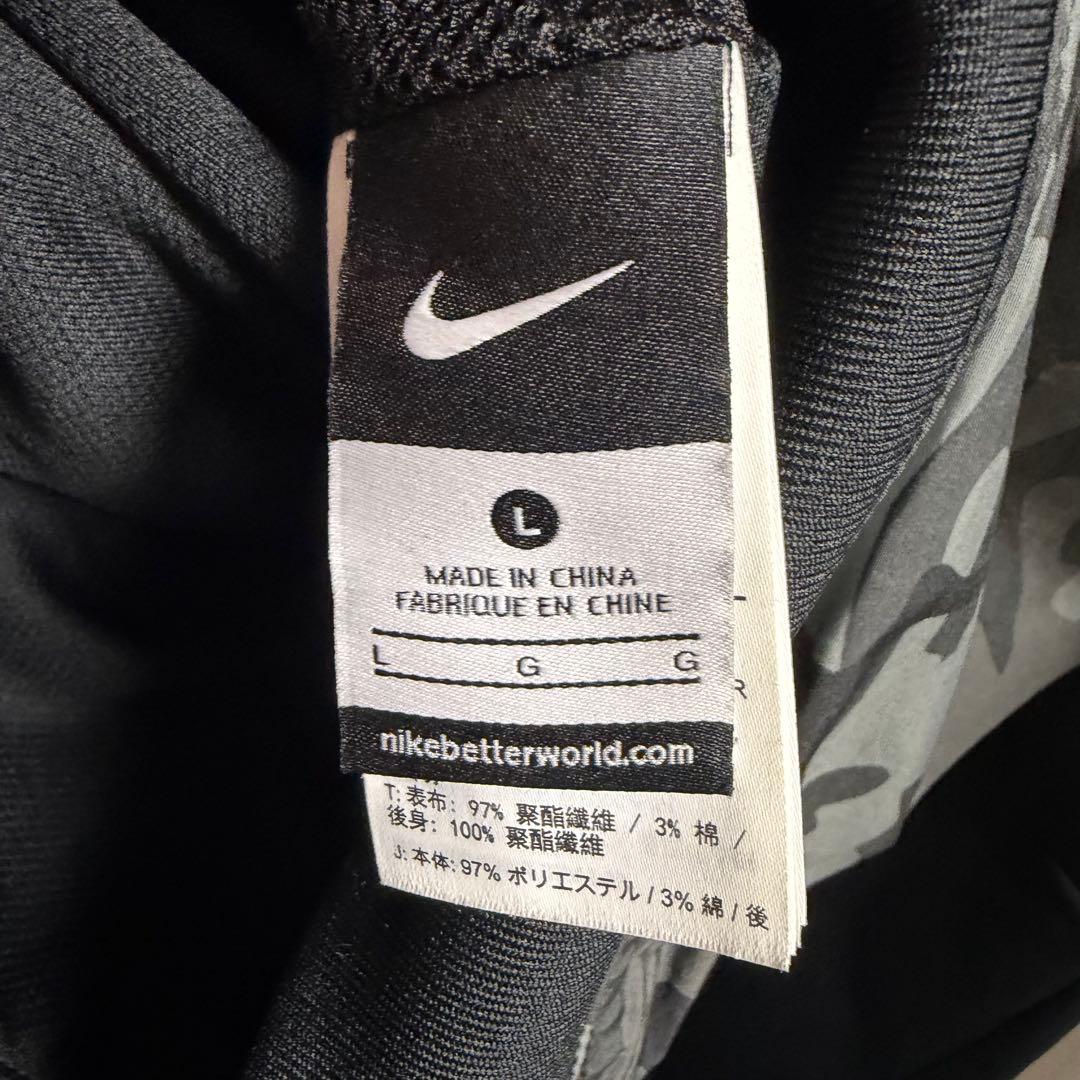 L
MADE IN CHINA
FABRIQUE EN CHINE
L G G
nikebetterworld.com
R
T: 表布: 97% 聚酯纖維 / 3% 棉 /
後身: 100% 聚酯纖維
J: 本体: 97% ポリエステル / 3% 綿 / 後